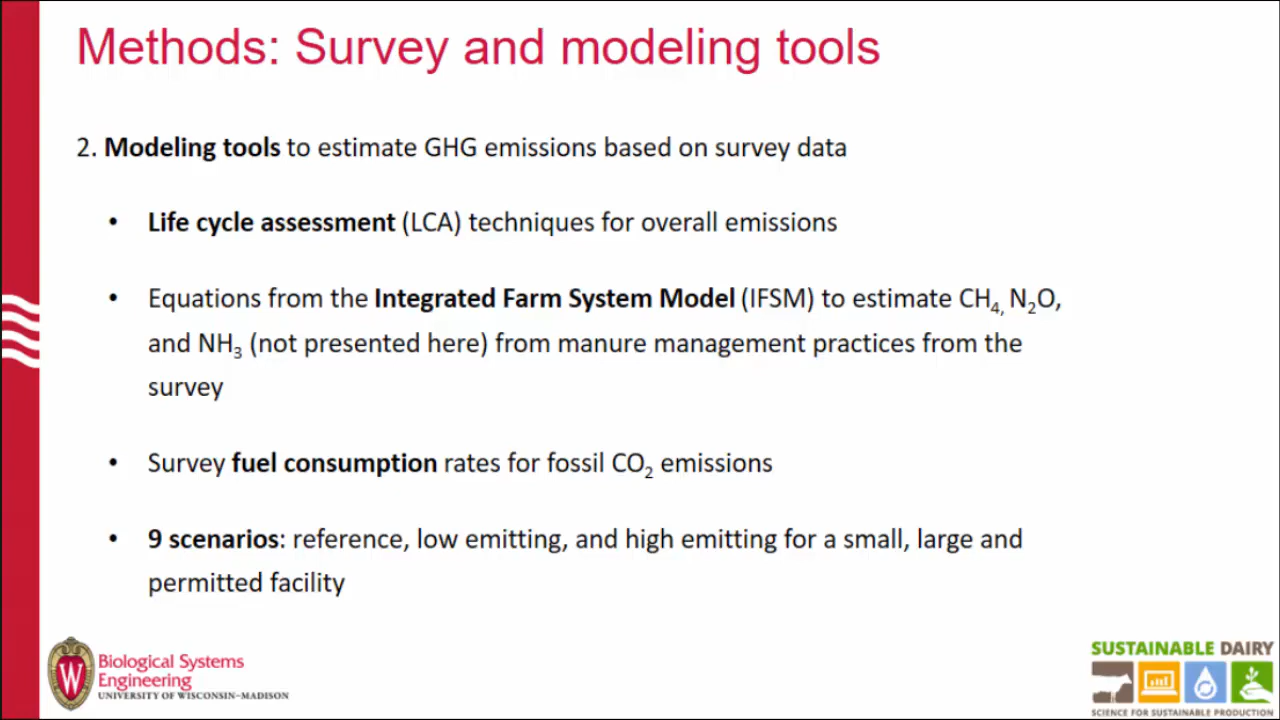 Methods: Survey and modeling tools
2. Modeling tools to estimate GHG emissions based on survey data
• Life cycle assessment (LCA) techniques for overall emissions
• Equations from the Integrated Farm System Model (IFSM) to estimate CH₄, N₂O,
and NH₃ (not presented here) from manure management practices from the
survey
• Survey fuel consumption rates for fossil CO₂ emissions
• 9 scenarios: reference, low emitting, and high emitting for a small, large and
permitted facility
W
Biological Systems
Engineering
UNIVERSITY OF WISCONSIN–MADISON
SUSTAINABLE DAIRY
SCIENCE FOR SUSTAINABLE PRODUCTION